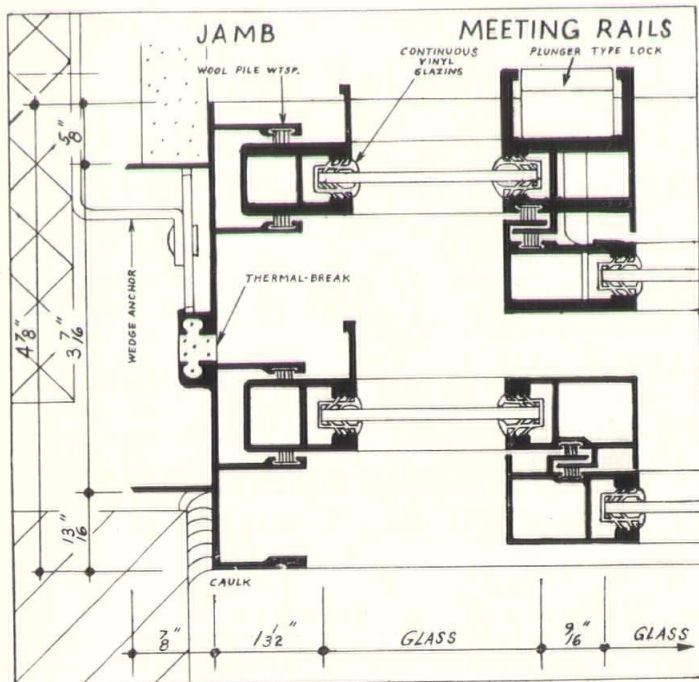 JAMB
MEETING RAILS
WOOL PILE WTSP.
CONTINUOUS
VINYL
GLAZING
PLUNGER TYPE LOCK
5/8"
WEDGE ANCHOR
THERMAL-BREAK
4 7/8"
3 7/16"
13/16"
CAULK
7/8"
1 1/32"
GLASS
9/16"
GLASS